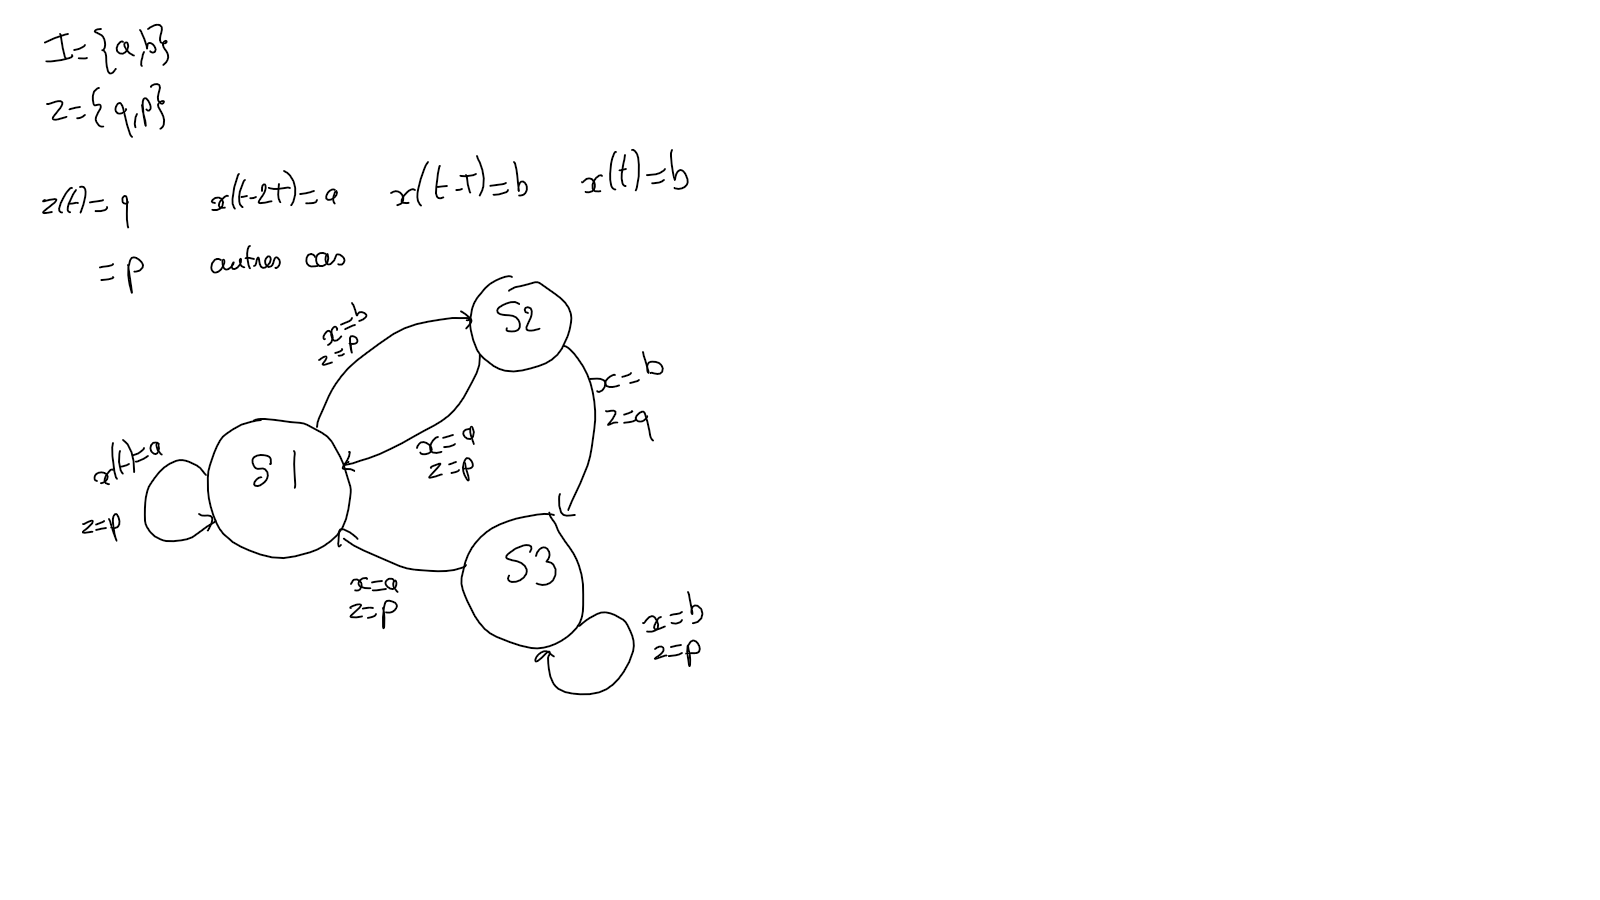 I={a,b}
Z={q,p}
z(t)=q x(t-2T)=a x(t-T)=b x(t)=b
=p autres cas
S2
x=b
z=p
x=b
z=q
x=a
z=p
x(t)=a
z=p
S1
S3
x=a
z=p
x=b
z=p